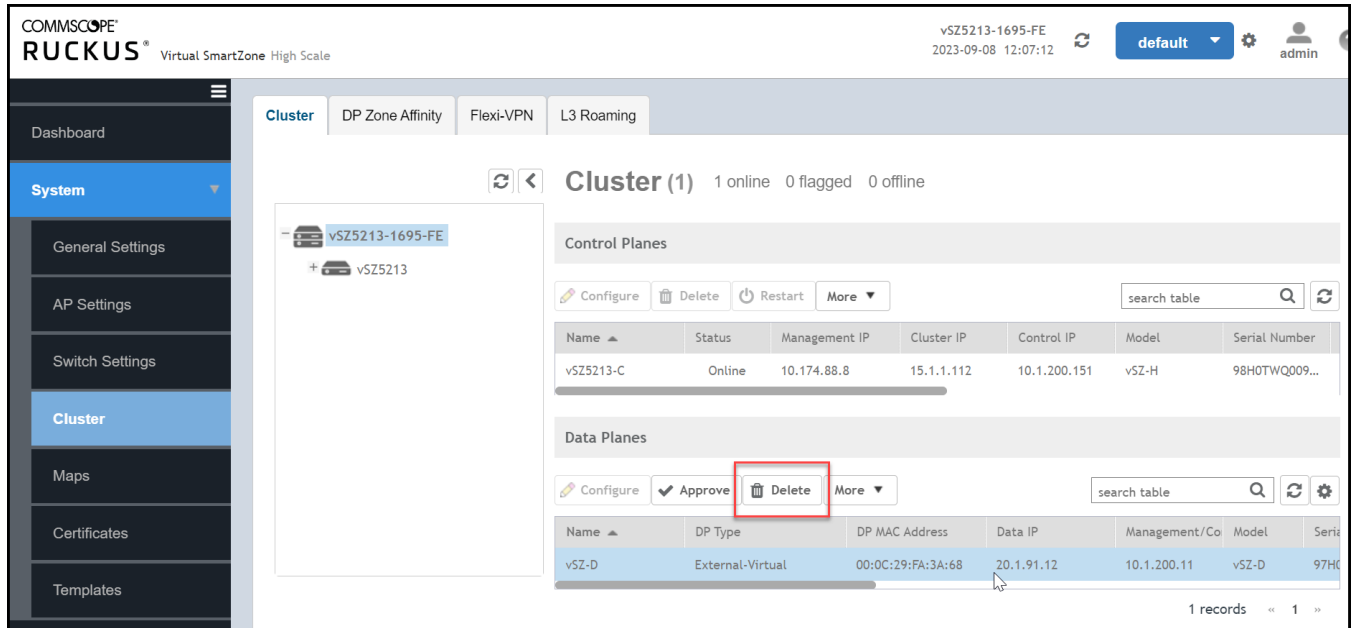 COMMSCOPE®
RUCKUS® Virtual SmartZone High Scale
vSZ5213-1695-FE
2023-09-08 12:07:12
default
admin
Dashboard
System
General Settings
AP Settings
Switch Settings
Cluster
Maps
Certificates
Templates
Cluster DP Zone Affinity Flexi-VPN L3 Roaming
vSZ5213-1695-FE
vSZ5213
Cluster (1) 1 online 0 flagged 0 offline
Control Planes
Configure Delete Restart More search table
Name Status Management IP Cluster IP Control IP Model Serial Number
vSZ5213-C Online 10.174.88.8 15.1.1.112 10.1.200.151 vSZ-H 98H0TWQ009...
Data Planes
Configure Approve Delete More search table
Name DP Type DP MAC Address Data IP Management/Co Model Seria
vSZ-D External-Virtual 00:0C:29:FA:3A:68 20.1.91.12 10.1.200.11 vSZ-D 97H0
1 records « 1 »